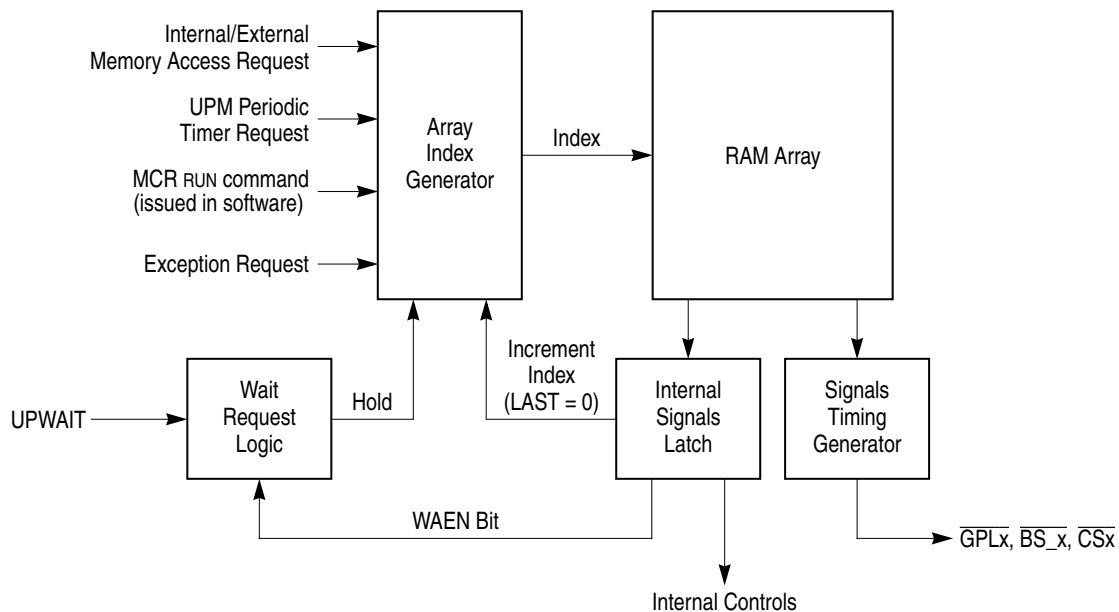 Internal/External
Memory Access Request
UPM Periodic
Timer Request
MCR RUN command
(issued in software)
Exception Request
Array
Index
Generator
Index
RAM Array
Increment
Index
(LAST = 0)
Hold
UPWAIT
Wait
Request
Logic
Internal
Signals
Latch
Signals
Timing
Generator
WAEN Bit
GPLx, BS_x, CSx
Internal Controls